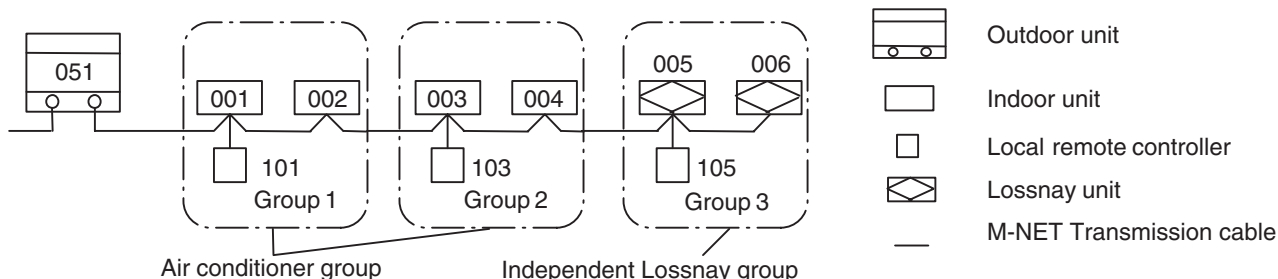 051
001
002
003
004
005
006
101
103
105
Group 1
Group 2
Group 3
Air conditioner group
Independent Lossnay group
Outdoor unit
Indoor unit
Local remote controller
Lossnay unit
M-NET Transmission cable